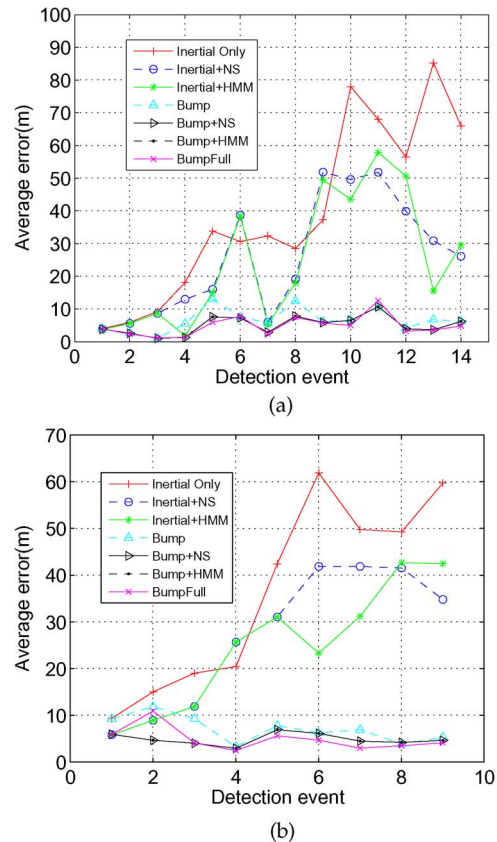 100
90
80
70
60
50
40
30
20
10
0
Average error(m)
Inertial Only
Inertial+NS
Inertial+HMM
Bump
Bump+NS
Bump+HMM
BumpFull
0 2 4 6 8 10 12 14
Detection event
(a)
70
60
50
40
30
20
10
0
Average error(m)
Inertial Only
Inertial+NS
Inertial+HMM
Bump
Bump+NS
Bump+HMM
BumpFull
0 2 4 6 8 10
Detection event
(b)